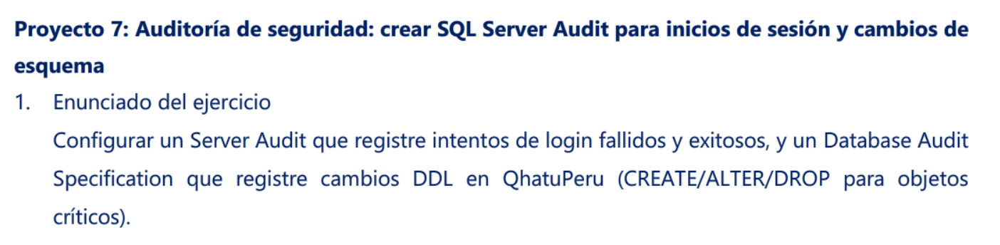 Proyecto 7: Auditoría de seguridad: crear SQL Server Audit para inicios de sesión y cambios de
esquema
1. Enunciado del ejercicio
Configurar un Server Audit que registre intentos de login fallidos y exitosos, y un Database Audit
Specification que registre cambios DDL en QhatuPeru (CREATE/ALTER/DROP para objetos
críticos).